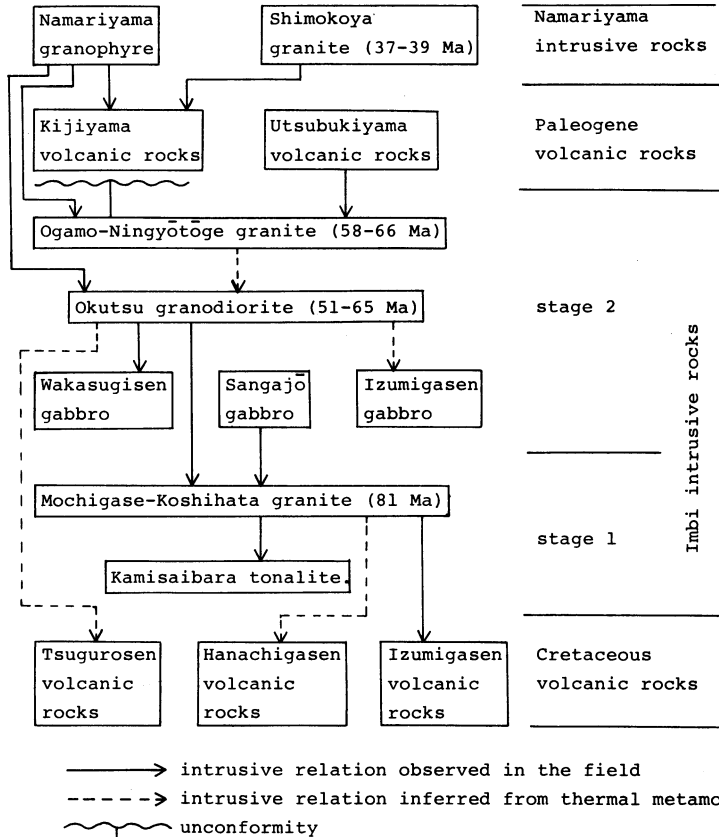 Namariyama
granophyre
Shimokoya
granite (37-39 Ma)
Namariyama
intrusive rocks
Kijiyama
volcanic rocks
Utsubukiyama
volcanic rocks
Paleogene
volcanic rocks
Ogamo-Ningyōtōge granite (58-66 Ma)
Okutsu granodiorite (51-65 Ma)
stage 2
Wakasugisen
gabbro
Sangajō
gabbro
Izumigasen
gabbro
Imbi intrusive rocks
Mochigase-Koshihata granite (81 Ma)
stage 1
Kamisaibara tonalite.
Tsugurosen
volcanic
rocks
Hanachigasen
volcanic
rocks
Izumigasen
volcanic
rocks
Cretaceous
volcanic rocks
intrusive relation observed in the field
intrusive relation inferred from thermal metamo
unconformity